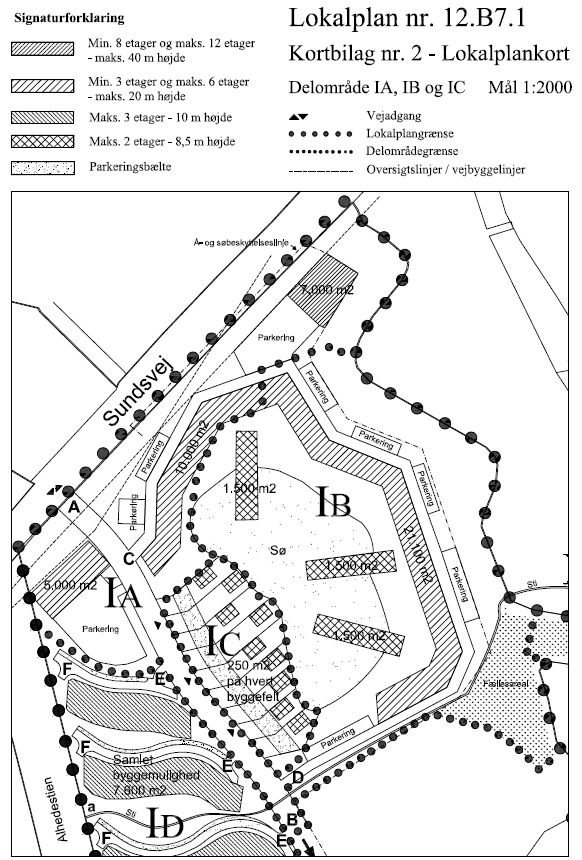 Signaturforklaring
Min. 8 etager og maks. 12 etager
- maks. 40 m højde
Min. 3 etager og maks. 6 etager
- maks. 20 m højde
Maks. 3 etager - 10 m højde
Maks. 2 etager - 8,5 m højde
Parkeringsbælte
Lokalplan nr. 12.B7.1
Kortbilag nr. 2 - Lokalplankort
Delområde IA, IB og IC Mål 1:2000
Vejadgang
Lokalplangrænse
Delområdegrænse
Oversigtslinjer / vejbyggelinjer
Å- og søbeskyttelseslinje
7,000 m2
Parkering
Sundsvej
Parkering
Parkering
10.000 m2
Parkering
Parkering
1.500 m2
IB
Parkering
A
Sø
21,100 m2
C
1,500 m2
5,000 m2
IA
Sti
Parkering
IC
1,500 m2
F
E
250 m2
på hvert
byggefelt
Fællesareal
Parkering
F
E
Samlet
byggemulighed
7.600 m2
D
a
Sti
Alhedestien
ID
B
F
E